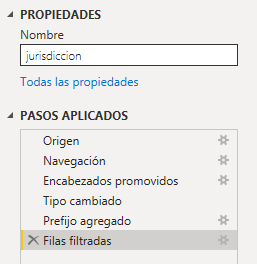 PROPIEDADES
Nombre
jurisdiccion
Todas las propiedades
PASOS APLICADOS
Origen
Navegación
Encabezados promovidos
Tipo cambiado
Prefijo agregado
Filas filtradas